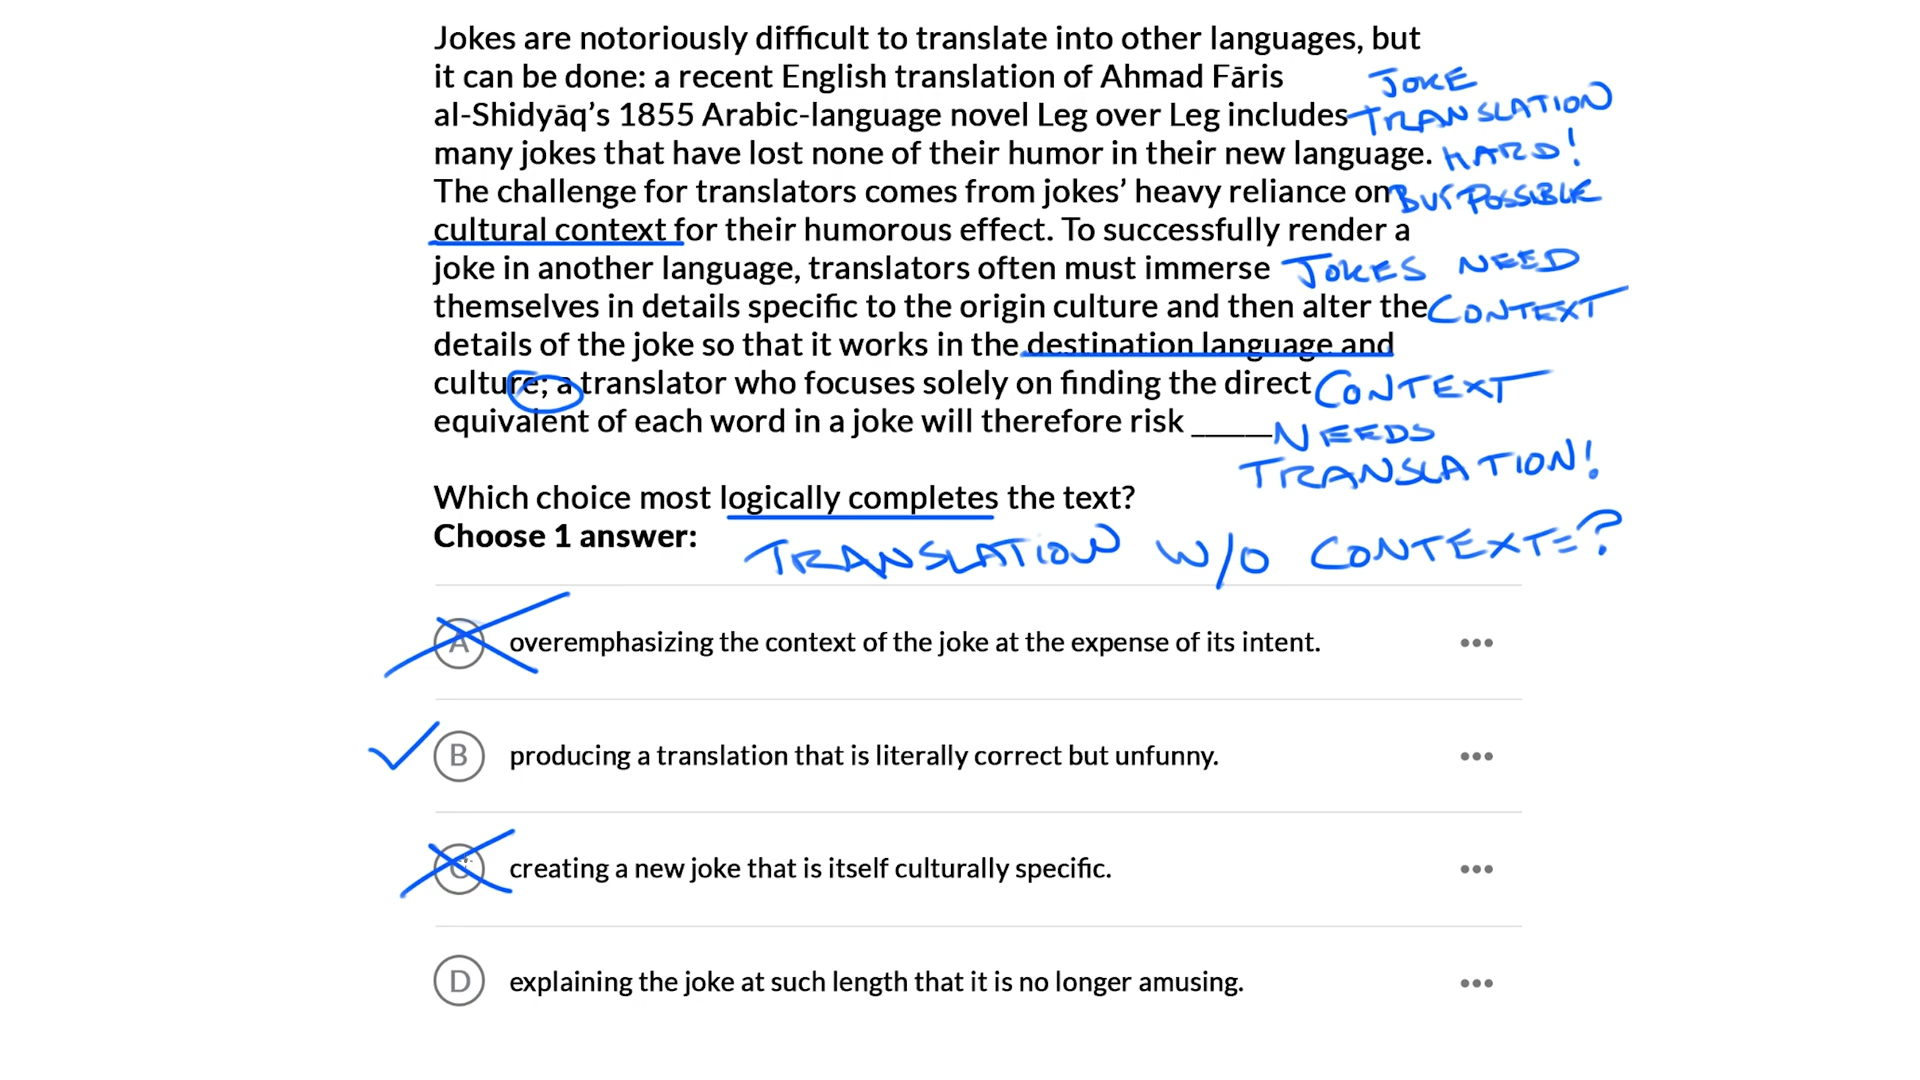 Jokes are notoriously difficult to translate into other languages, but
it can be done: a recent English translation of Ahmad Fāris
al-Shidyāq's 1855 Arabic-language novel Leg over Leg includes
many jokes that have lost none of their humor in their new language.
The challenge for translators comes from jokes' heavy reliance on
cultural context for their humorous effect. To successfully render a
joke in another language, translators often must immerse
themselves in details specific to the origin culture and then alter the
details of the joke so that it works in the destination language and
culture; a translator who focuses solely on finding the direct
equivalent of each word in a joke will therefore risk ______
JOKE
TRANSLATION
HARD!
BUT POSSIBLE
JOKES NEED
CONTEXT
CONTEXT
NEEDS
TRANSLATION!
Which choice most logically completes the text?
Choose 1 answer:
TRANSLATION W/O CONTEXT=?
A overemphasizing the context of the joke at the expense of its intent.
B producing a translation that is literally correct but unfunny.
C creating a new joke that is itself culturally specific.
D explaining the joke at such length that it is no longer amusing.